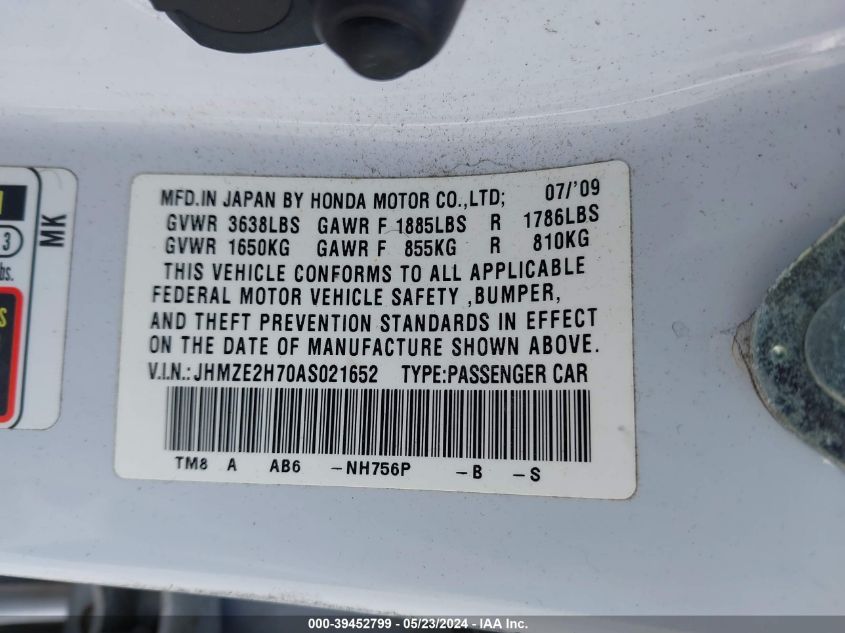 MK
3
bs.
S
MFD.IN JAPAN BY HONDA MOTOR CO.,LTD; 07/'09
GVWR 3638LBS GAWR F 1885LBS R 1786LBS
GVWR 1650KG GAWR F 855KG R 810KG
THIS VEHICLE CONFORMS TO ALL APPLICABLE
FEDERAL MOTOR VEHICLE SAFETY ,BUMPER,
AND THEFT PREVENTION STANDARDS IN EFFECT
ON THE DATE OF MANUFACTURE SHOWN ABOVE.
V.I.N.: JHMZE2H70AS021652 TYPE:PASSENGER CAR
TM8 A AB6 -NH756P -B -S
000-39452799 - 05/23/2024 - IAA Inc.